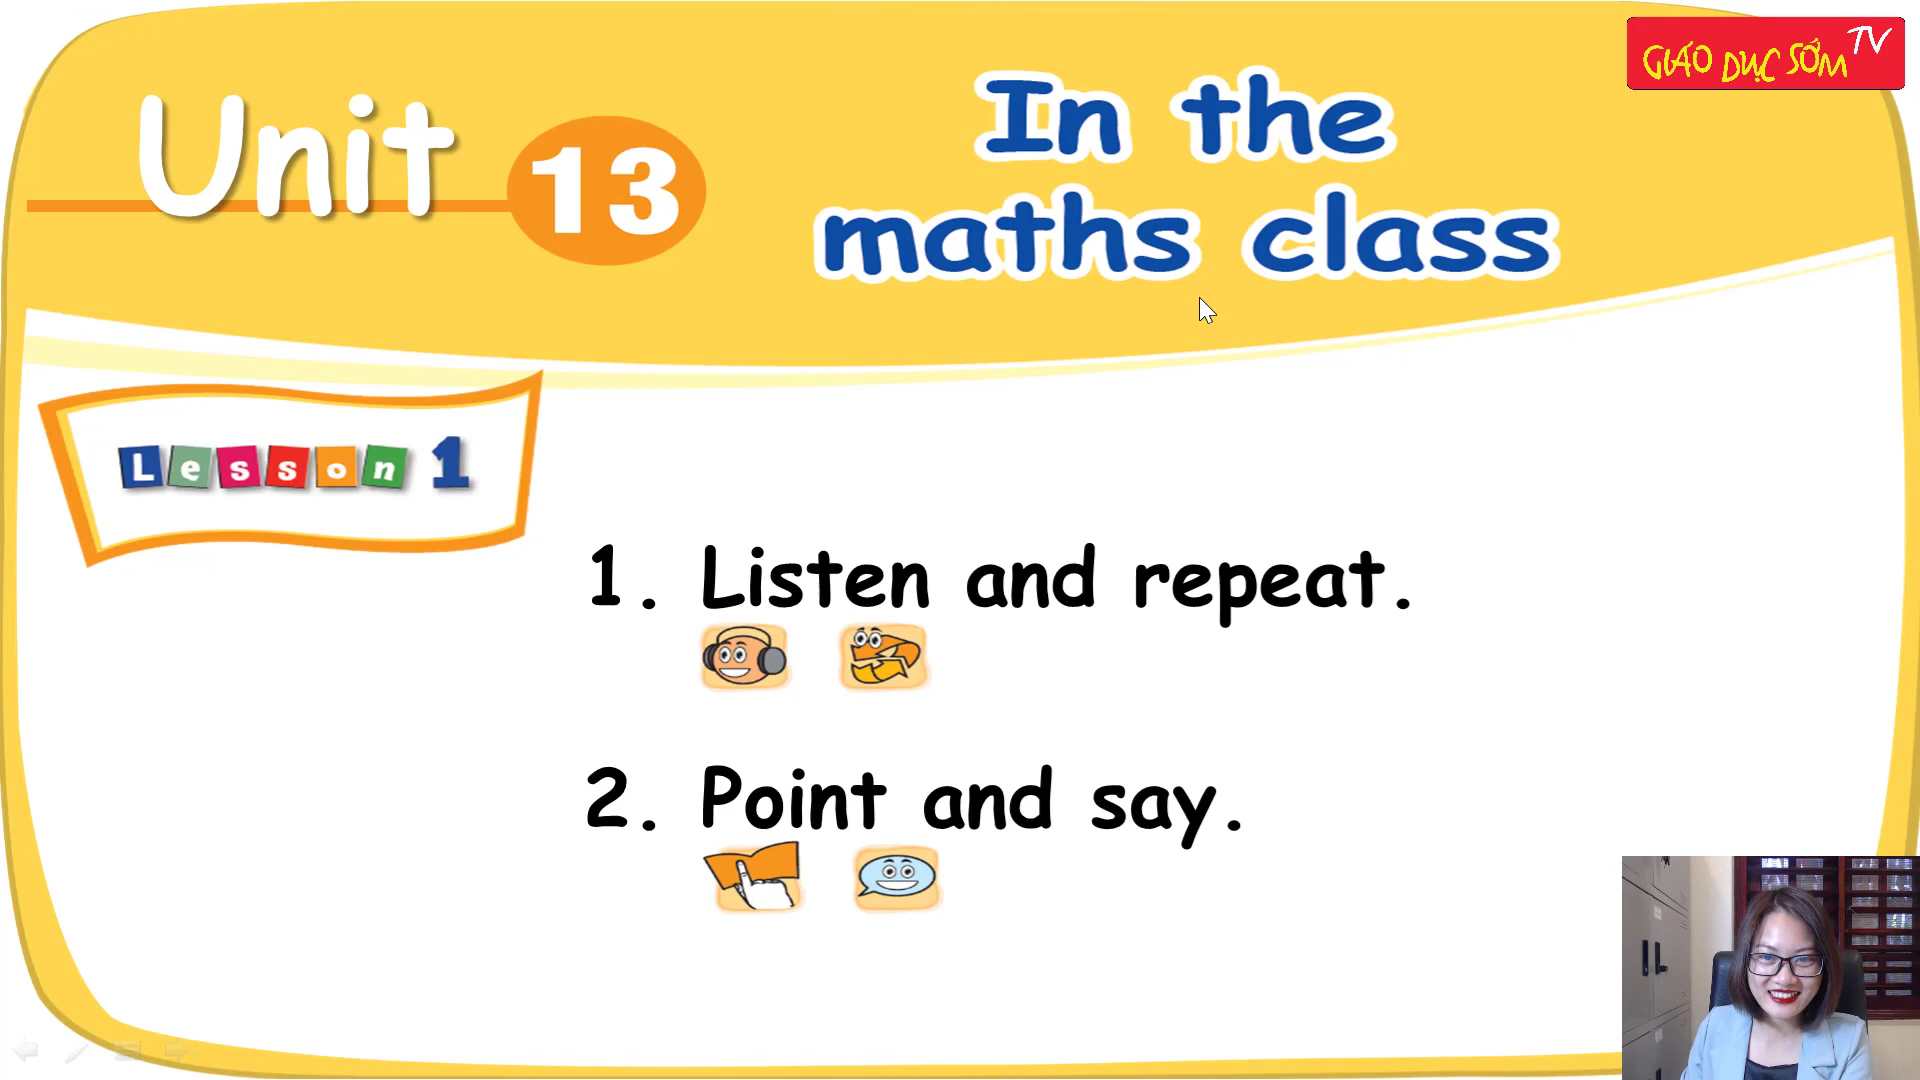 GIÁO DỤC SỚM TV
Unit 13
In the
maths class
Lesson 1
1. Listen and repeat.
2. Point and say.